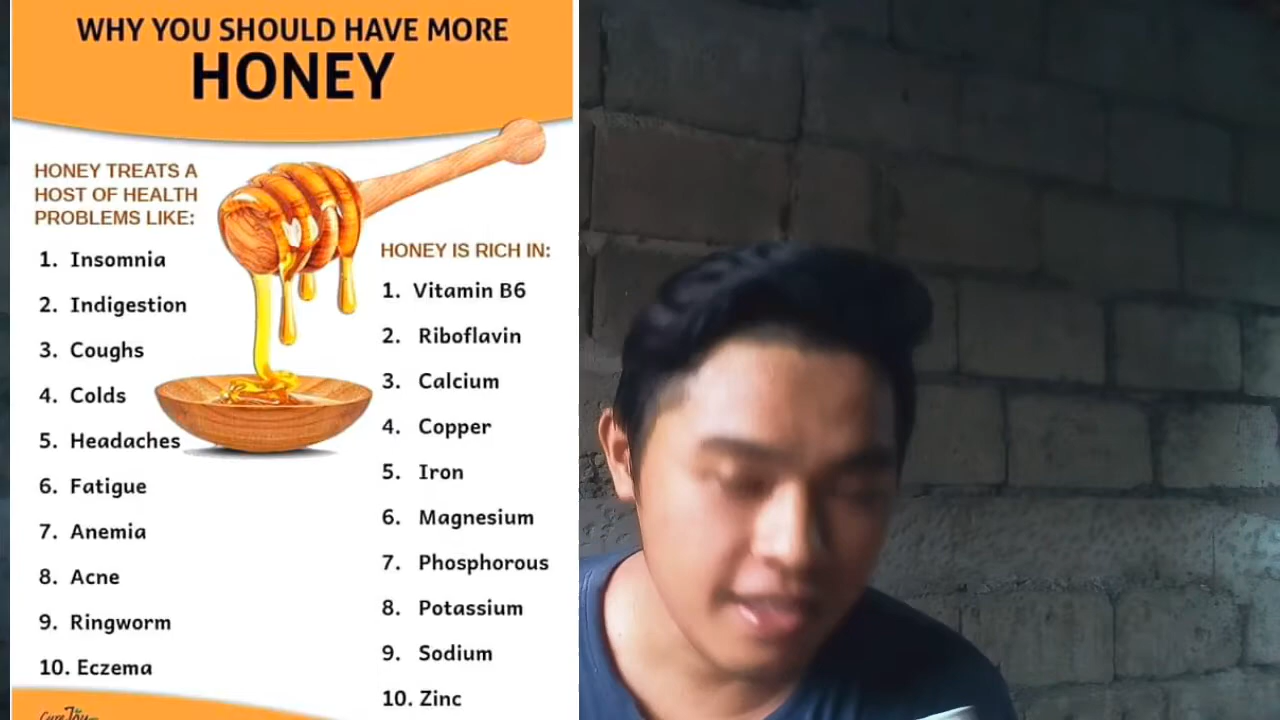 WHY YOU SHOULD HAVE MORE
HONEY
HONEY TREATS A
HOST OF HEALTH
PROBLEMS LIKE:
1. Insomnia
2. Indigestion
3. Coughs
4. Colds
5. Headaches
6. Fatigue
7. Anemia
8. Acne
9. Ringworm
10. Eczema
HONEY IS RICH IN:
1. Vitamin B6
2. Riboflavin
3. Calcium
4. Copper
5. Iron
6. Magnesium
7. Phosphorous
8. Potassium
9. Sodium
10. Zinc